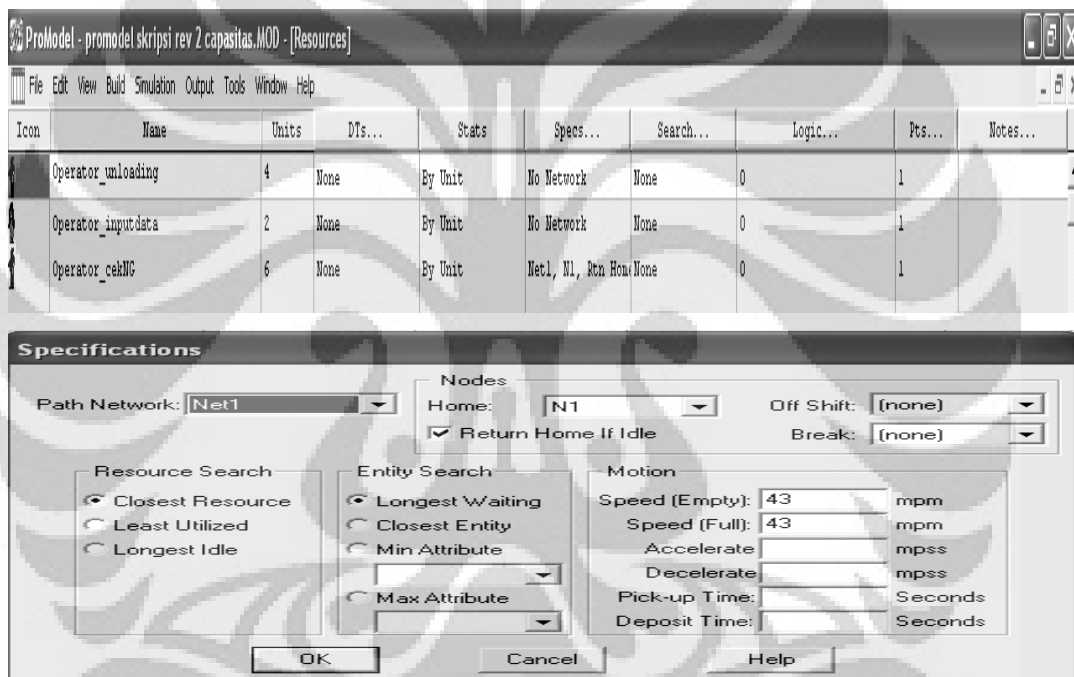 ProModel - promodel skripsi rev 2 capasitas.MOD - [Resources]
File Edit View Build Simulation Output Tools Window Help
Icon Name Units DTs... Stats Specs... Search... Logic... Pts... Notes...
Operator_unloading 4 None By Unit No Network None 0 1
Operator_inputdata 2 None By Unit No Network None 0 1
Operator_cekNG 6 None By Unit Net1, N1, Rtn Home None 0 1
Specifications
Path Network: Net1
Nodes
Home: N1
Off Shift: (none)
Return Home If Idle
Break: (none)
Resource Search
Closest Resource
Least Utilized
Longest Idle
Entity Search
Longest Waiting
Closest Entity
Min Attribute
Max Attribute
Motion
Speed (Empty): 43 mpm
Speed (Full): 43 mpm
Accelerate mpss
Decelerate mpss
Pick-up Time: Seconds
Deposit Time: Seconds
OK Cancel Help